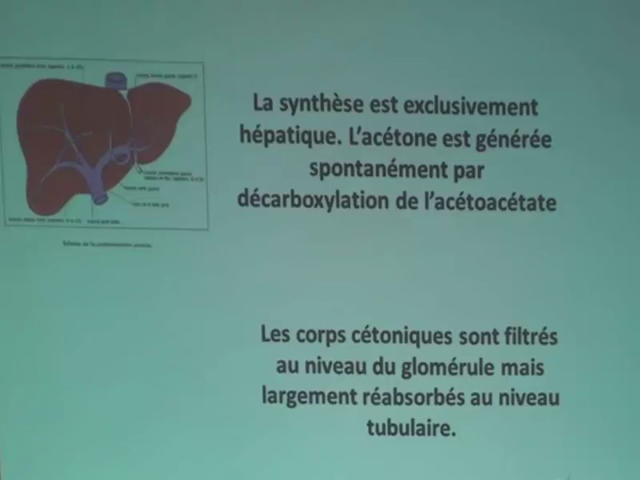 La synthèse est exclusivement
hépatique. L'acétone est générée
spontanément par
décarboxylation de l'acétoacétate
Les corps cétoniques sont filtrés
au niveau du glomérule mais
largement réabsorbés au niveau
tubulaire.